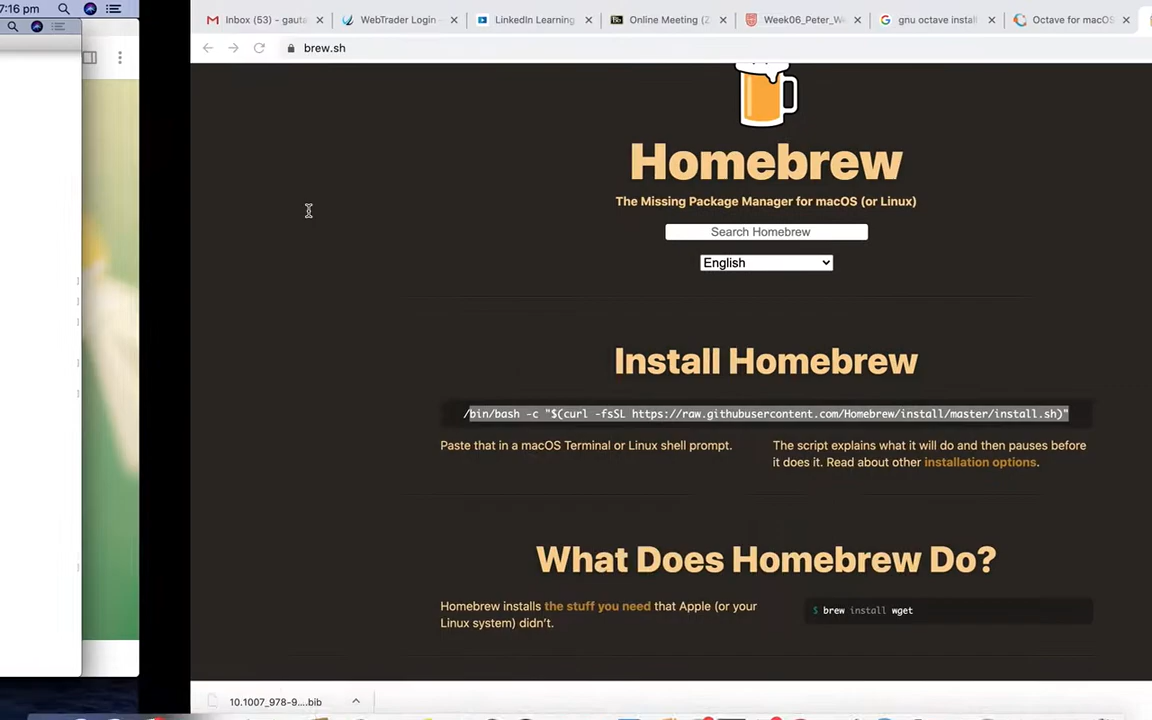 7:16 pm
Inbox (53) - gauta
WebTrader Login -
LinkedIn Learning
Online Meeting (Z
Week06_Peter_We
gnu octave install
Octave for macOS
brew.sh
Homebrew
The Missing Package Manager for macOS (or Linux)
Search Homebrew
English
Install Homebrew
/bin/bash -c "$(curl -fsSL https://raw.githubusercontent.com/Homebrew/install/master/install.sh)"
Paste that in a macOS Terminal or Linux shell prompt.
The script explains what it will do and then pauses before
it does it. Read about other installation options.
What Does Homebrew Do?
Homebrew installs the stuff you need that Apple (or your
Linux system) didn't.
$ brew install wget
10.1007_978-9....bib